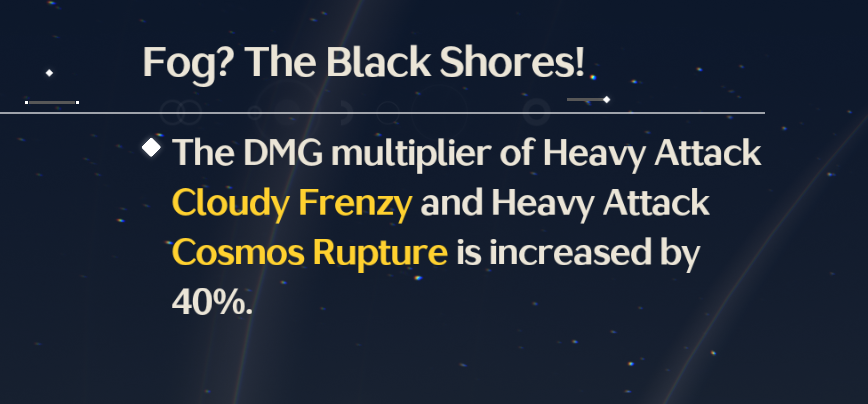 Fog? The Black Shores!
The DMG multiplier of Heavy Attack
Cloudy Frenzy and Heavy Attack
Cosmos Rupture is increased by
40%.